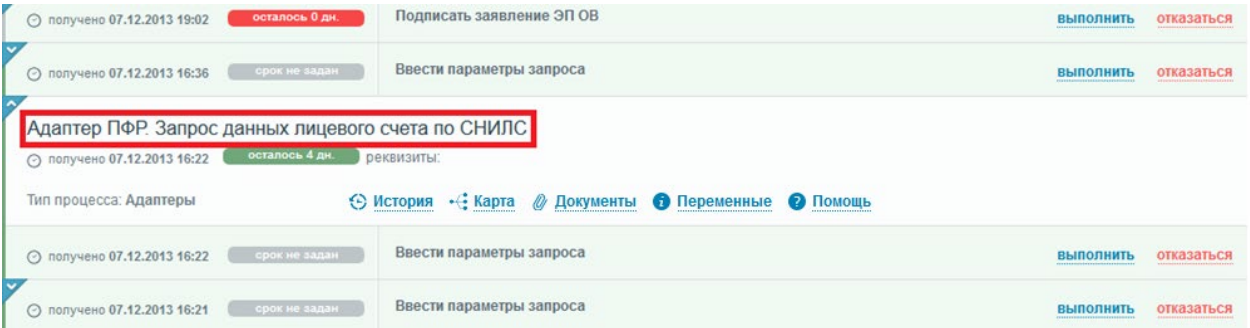 получено 07.12.2013 19:02 осталось 0 дн. Подписать заявление ЭП ОВ выполнить отказаться
получено 07.12.2013 16:36 срок не задан Ввести параметры запроса выполнить отказаться
Адаптер ПФР. Запрос данных лицевого счета по СНИЛС
получено 07.12.2013 16:22 осталось 4 дн. реквизиты:
Тип процесса: Адаптеры История Карта Документы Переменные Помощь
получено 07.12.2013 16:22 срок не задан Ввести параметры запроса выполнить отказаться
получено 07.12.2013 16:21 срок не задан Ввести параметры запроса выполнить отказаться